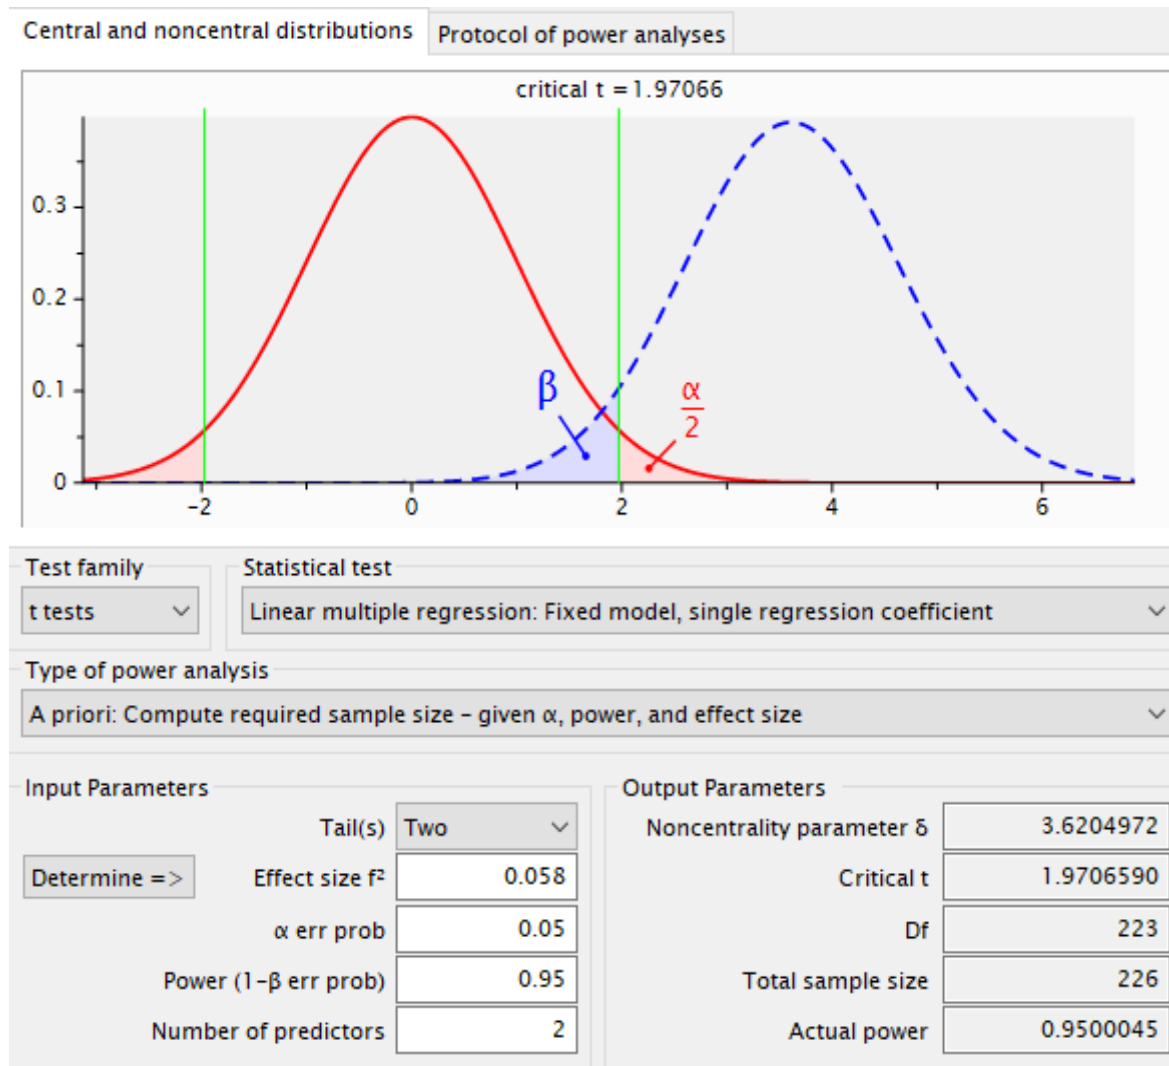 Central and noncentral distributions
Protocol of power analyses
critical t = 1.97066
0.3
0.2
0.1
0
β
α
2
-2
0
2
4
6
Test family
Statistical test
t tests
Linear multiple regression: Fixed model, single regression coefficient
Type of power analysis
A priori: Compute required sample size – given α, power, and effect size
Input Parameters
Output Parameters
Tail(s) Two
Noncentrality parameter δ 3.6204972
Determine =>
Effect size f² 0.058
Critical t 1.9706590
α err prob 0.05
Df 223
Power (1-β err prob) 0.95
Total sample size 226
Number of predictors 2
Actual power 0.9500045